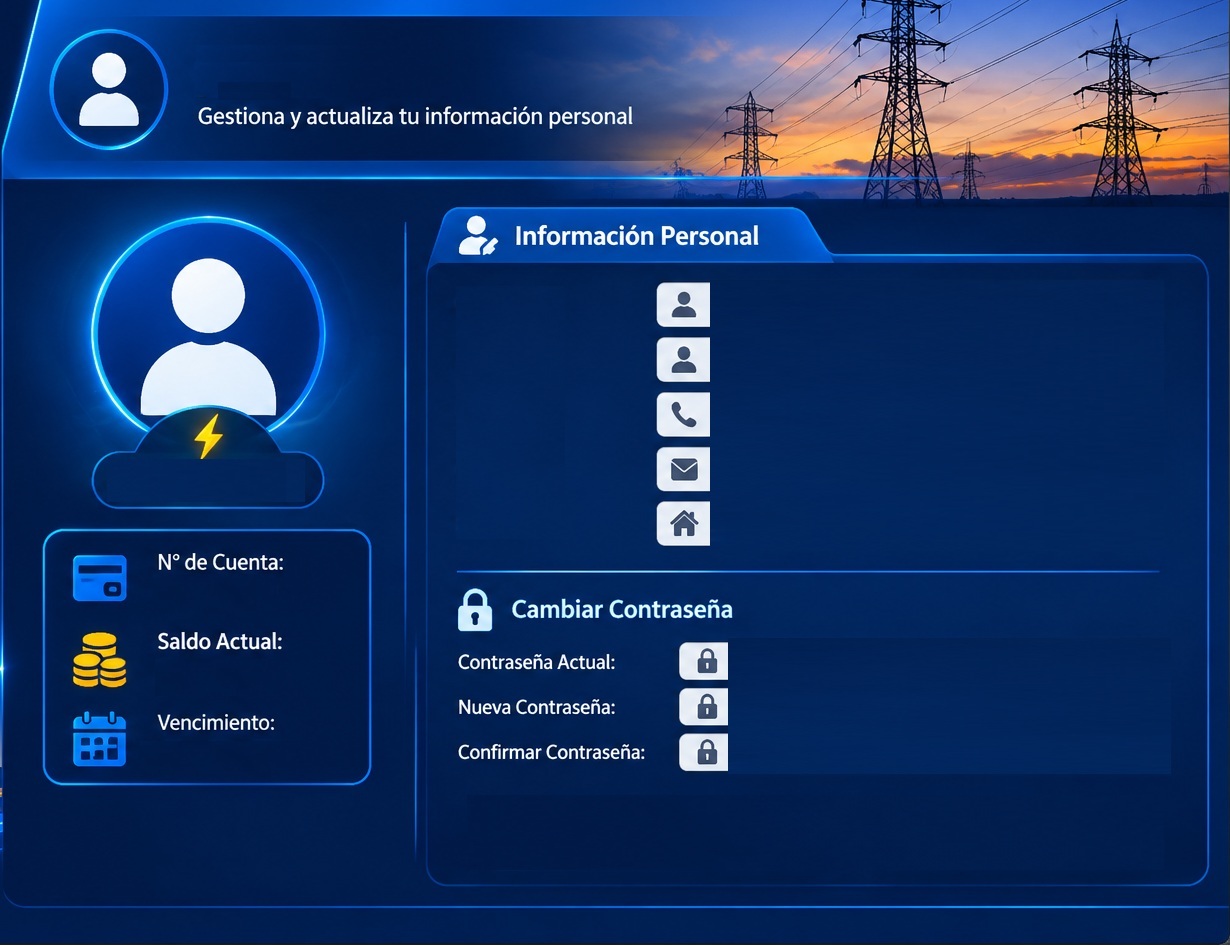 Gestiona y actualiza tu información personal
Información Personal
N° de Cuenta:
Saldo Actual:
Vencimiento:
Cambiar Contraseña
Contraseña Actual:
Nueva Contraseña:
Confirmar Contraseña: